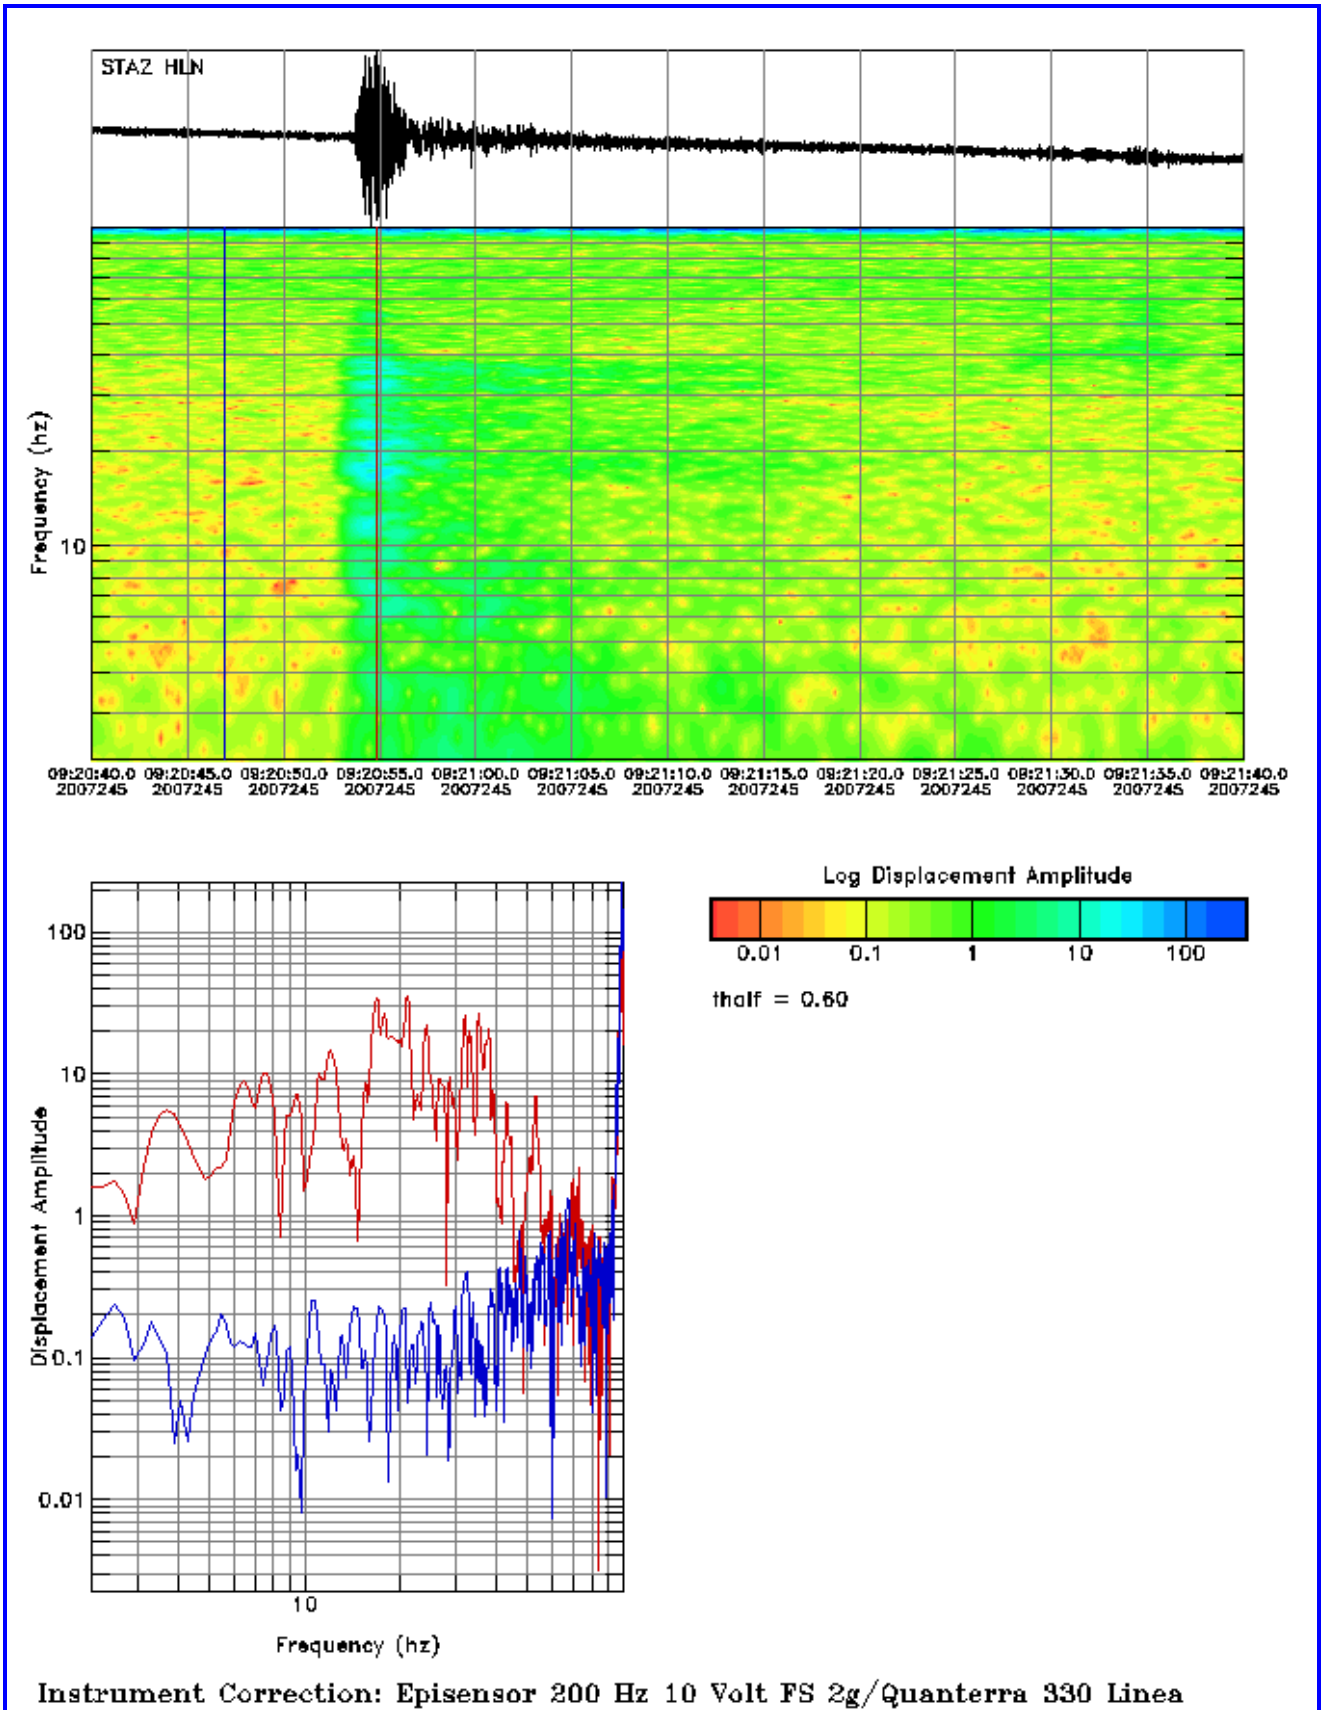 STAZ HLN
Frequency (hz)
10
09:20:40.0 09:20:45.0 09:20:50.0 09:20:55.0 09:21:00.0 09:21:05.0 09:21:10.0 09:21:15.0 09:21:20.0 09:21:25.0 09:21:30.0 09:21:35.0 09:21:40.0
2007245 2007245 2007245 2007245 2007245 2007245 2007245 2007245 2007245 2007245 2007245 2007245 2007245
Log Displacement Amplitude
0.01 0.1 1 10 100
thalf = 0.60
Displacement Amplitude
100
10
1
0.1
0.01
10
Frequency (hz)
Instrument Correction: Episensor 200 Hz 10 Volt FS 2g/Quanterra 330 Linea